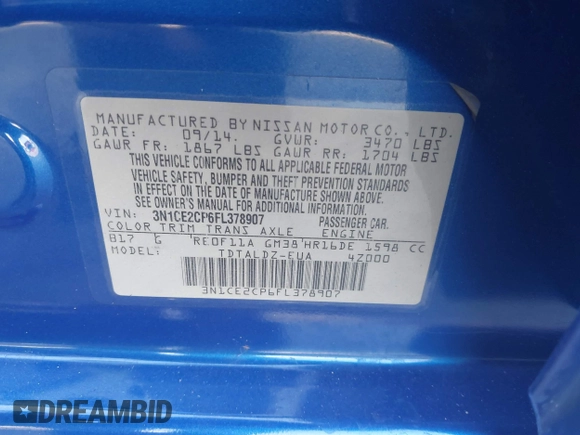 MANUFACTURED BY NISSAN MOTOR CO., LTD.
DATE: 09/14. GVWR: 3470 LBS
GAWR FR: 1867 LBS GAWR RR: 1704 LBS
THIS VEHICLE CONFORMS TO ALL APPLICABLE FEDERAL MOTOR
VEHICLE SAFETY, BUMPER AND THEFT PREVENTION STANDARDS
IN EFFECT ON THE DATE OF MANUFACTURE SHOWN ABOVE.
SEE OWNER'S MANUAL FOR ADDITIONAL INFORMATION.
VIN: 3N1CE2CP6FL378907 PASSENGER CAR.
COLOR TRIM TRANS AXLE ENGINE
B17 G RE0F11A GM38 HR16DE 1598 CC
MODEL: TDTALDZ-EUA 4Z000
3N1CE2CP6FL378907
DREAMBID